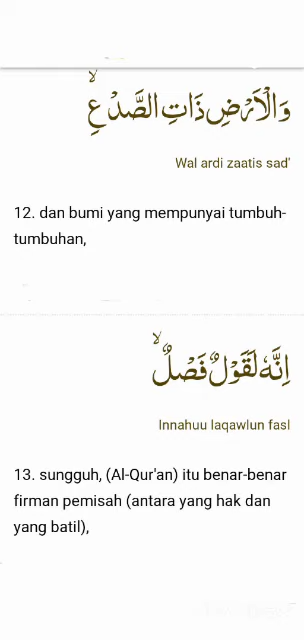 وَالْاَرْضِ ذَاتِ الصَّدْعِۙ
Wal ardi zaatis sad'
12. dan bumi yang mempunyai tumbuh-
tumbuhan,
اِنَّهٗ لَقَوْلٌ فَصْلٌۙ
Innahuu laqawlun fasl
13. sungguh, (Al-Qur'an) itu benar-benar
firman pemisah (antara yang hak dan
yang batil),